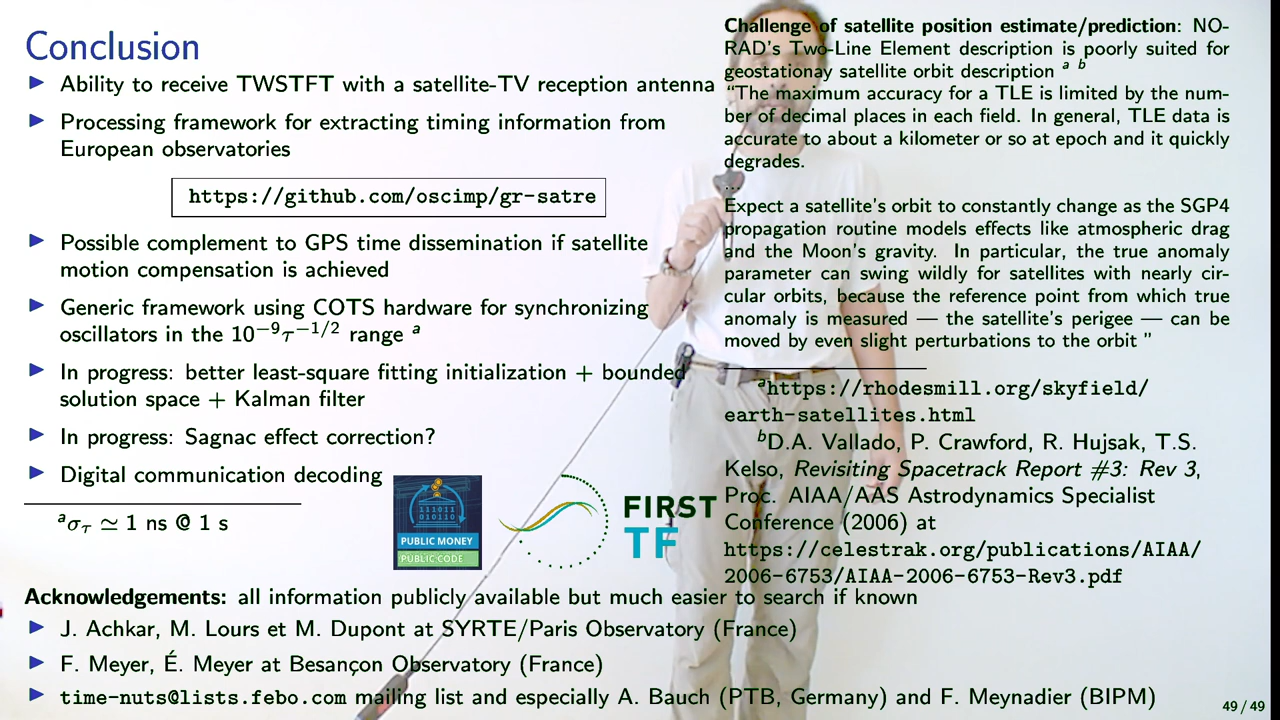 Conclusion
▶ Ability to receive TWSTFT with a satellite-TV reception antenna
▶ Processing framework for extracting timing information from
European observatories
https://github.com/oscimp/gr-satre
▶ Possible complement to GPS time dissemination if satellite
motion compensation is achieved
▶ Generic framework using COTS hardware for synchronizing
oscillators in the 10⁻⁹τ⁻¹/² range ᵃ
▶ In progress: better least-square fitting initialization + bounded
solution space + Kalman filter
▶ In progress: Sagnac effect correction?
▶ Digital communication decoding
ᵃσ_τ ≃ 1 ns @ 1 s
111011
010110
PUBLIC MONEY
PUBLIC CODE
FIRST
TF
Challenge of satellite position estimate/prediction: NO-
RAD's Two-Line Element description is poorly suited for
geostationay satellite orbit description ᵃ ᵇ
“The maximum accuracy for a TLE is limited by the num-
ber of decimal places in each field. In general, TLE data is
accurate to about a kilometer or so at epoch and it quickly
degrades.
...
Expect a satellite's orbit to constantly change as the SGP4
propagation routine models effects like atmospheric drag
and the Moon's gravity. In particular, the true anomaly
parameter can swing wildly for satellites with nearly cir-
cular orbits, because the reference point from which true
anomaly is measured — the satellite's perigee — can be
moved by even slight perturbations to the orbit ”
ᵃhttps://rhodesmill.org/skyfield/
earth-satellites.html
ᵇD.A. Vallado, P. Crawford, R. Hujsak, T.S.
Kelso, Revisiting Spacetrack Report #3: Rev 3,
Proc. AIAA/AAS Astrodynamics Specialist
Conference (2006) at
https://celestrak.org/publications/AIAA/
2006-6753/AIAA-2006-6753-Rev3.pdf
Acknowledgements: all information publicly available but much easier to search if known
▶ J. Achkar, M. Lours et M. Dupont at SYRTE/Paris Observatory (France)
▶ F. Meyer, É. Meyer at Besançon Observatory (France)
▶ time-nuts@lists.febo.com mailing list and especially A. Bauch (PTB, Germany) and F. Meynadier (BIPM)
49 / 49